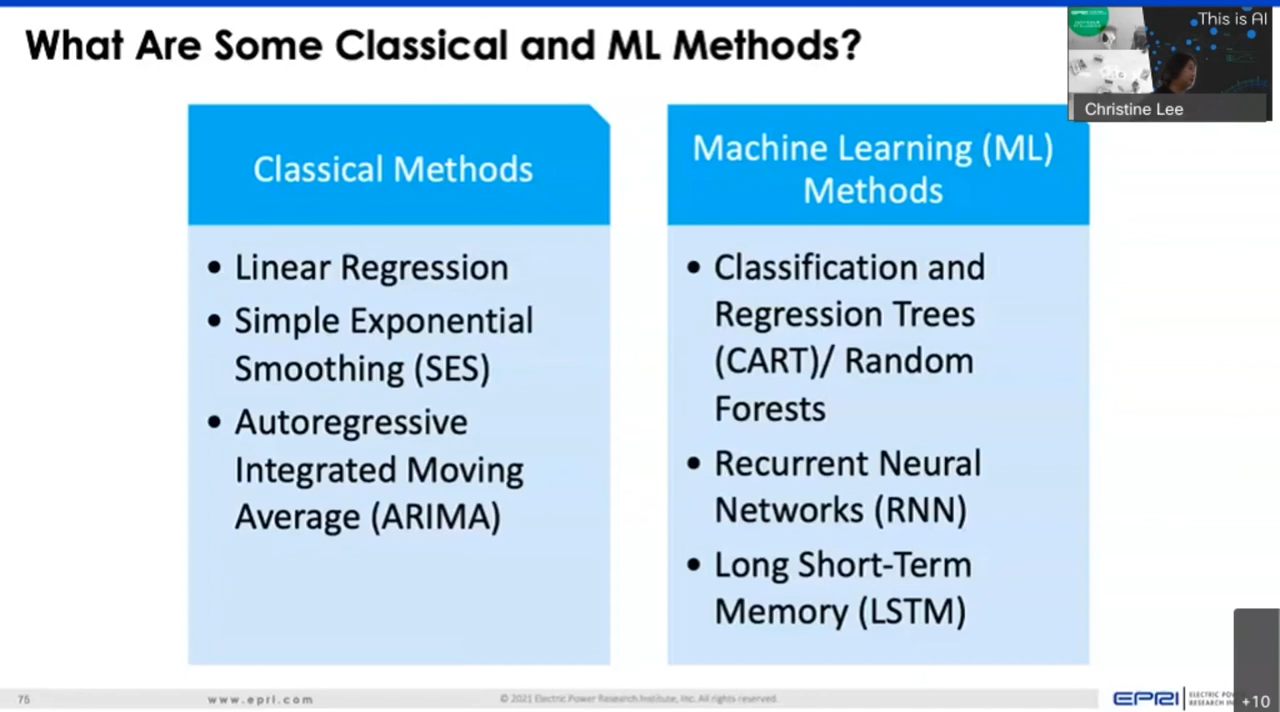 What Are Some Classical and ML Methods?
This is AI
Christine Lee
Classical Methods
• Linear Regression
• Simple Exponential
Smoothing (SES)
• Autoregressive
Integrated Moving
Average (ARIMA)
Machine Learning (ML)
Methods
• Classification and
Regression Trees
(CART)/ Random
Forests
• Recurrent Neural
Networks (RNN)
• Long Short-Term
Memory (LSTM)
75
www.epri.com
© 2021 Electric Power Research Institute, Inc. All rights reserved.
EPRI
ELECTRIC
RESEARCH
+10